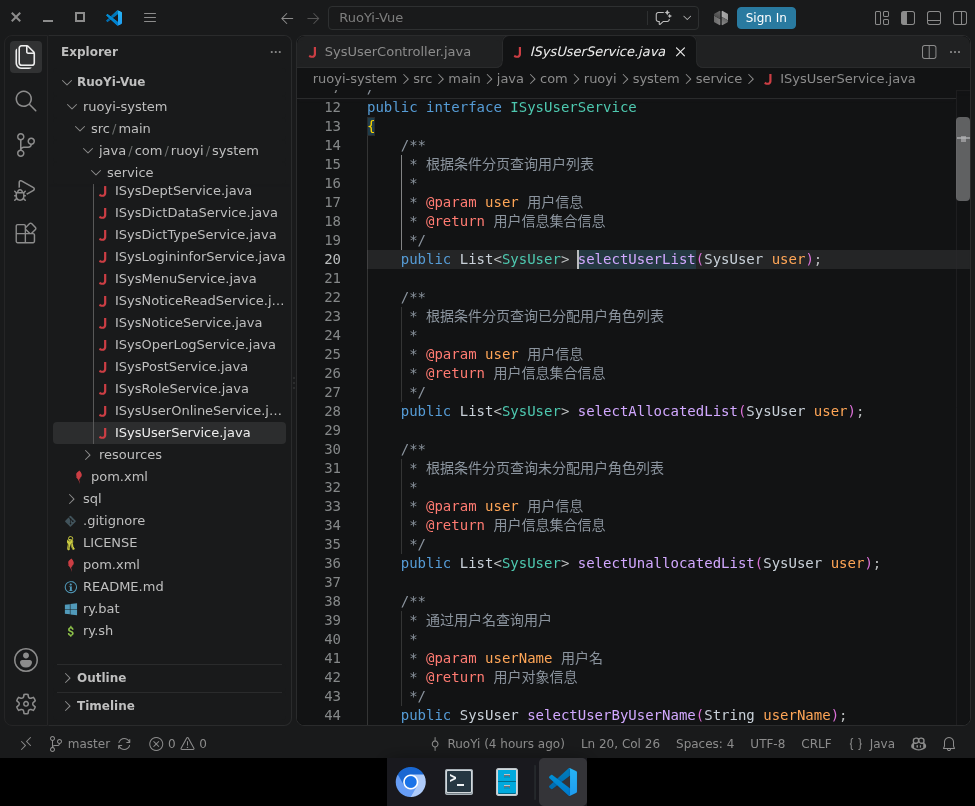 RuoYi-Vue
Sign In
Explorer
RuoYi-Vue
ruoyi-system
src/main
java/com/ruoyi/system
service
ISysDeptService.java
ISysDictDataService.java
ISysDictTypeService.java
ISysLogininforService.java
ISysMenuService.java
ISysNoticeReadService.j...
ISysNoticeService.java
ISysOperLogService.java
ISysPostService.java
ISysRoleService.java
ISysUserOnlineService.j...
ISysUserService.java
resources
pom.xml
sql
.gitignore
LICENSE
pom.xml
README.md
ry.bat
ry.sh
Outline
Timeline
SysUserController.java
ISysUserService.java
ruoyi-system > src > main > java > com > ruoyi > system > service > ISysUserService.java
12 public interface ISysUserService
13 {
14     /**
15      * 根据条件分页查询用户列表
16      *
17      * @param user 用户信息
18      * @return 用户信息集合信息
19      */
20     public List<SysUser> selectUserList(SysUser user);
21
22     /**
23      * 根据条件分页查询已分配用户角色列表
24      *
25      * @param user 用户信息
26      * @return 用户信息集合信息
27      */
28     public List<SysUser> selectAllocatedList(SysUser user);
29
30     /**
31      * 根据条件分页查询未分配用户角色列表
32      *
33      * @param user 用户信息
34      * @return 用户信息集合信息
35      */
36     public List<SysUser> selectUnallocatedList(SysUser user);
37
38     /**
39      * 通过用户名查询用户
40      *
41      * @param userName 用户名
42      * @return 用户对象信息
43      */
44     public SysUser selectUserByUserName(String userName);
master 0 0 RuoYi (4 hours ago) Ln 20, Col 26 Spaces: 4 UTF-8 CRLF {} Java